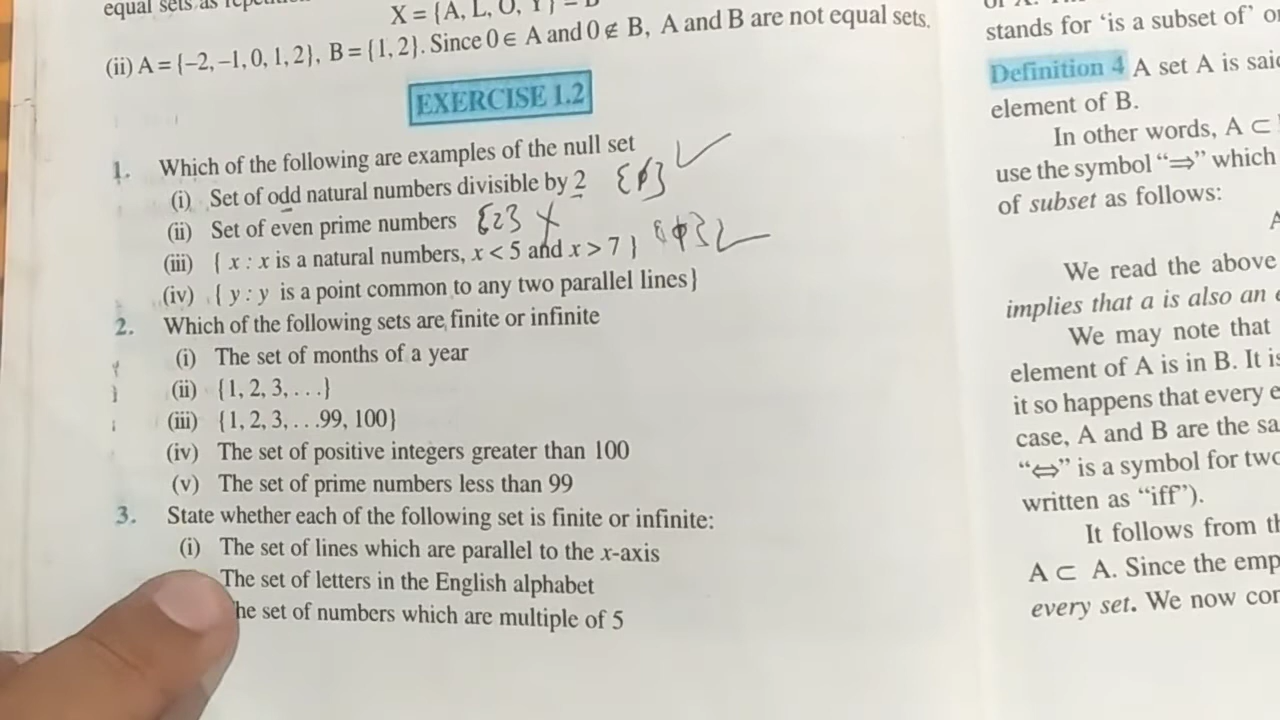 equal sets as
X = {A, L, O, Y} = B
(ii) A = {–2, –1, 0, 1, 2}, B = {1, 2}. Since 0 ∈ A and 0 ∉ B, A and B are not equal sets.
EXERCISE 1.2
1. Which of the following are examples of the null set
(i) Set of odd natural numbers divisible by 2 {ϕ} ✓
(ii) Set of even prime numbers {2} ✗
(iii) { x : x is a natural numbers, x < 5 and x > 7 } {ϕ} ✓
(iv) { y : y is a point common to any two parallel lines}
2. Which of the following sets are finite or infinite
(i) The set of months of a year
(ii) {1, 2, 3, . . .}
(iii) {1, 2, 3, . . .99, 100}
(iv) The set of positive integers greater than 100
(v) The set of prime numbers less than 99
3. State whether each of the following set is finite or infinite:
(i) The set of lines which are parallel to the x-axis
The set of letters in the English alphabet
he set of numbers which are multiple of 5
stands for ‘is a subset of’
Definition 4 A set A is said
element of B.
In other words, A ⊂
use the symbol “⇒” which
of subset as follows:
We read the above
implies that a is also an
We may note that
element of A is in B. It is
it so happens that every
case, A and B are the
“⇔” is a symbol for two
written as “iff”).
It follows from
A ⊂ A. Since the
every set. We now